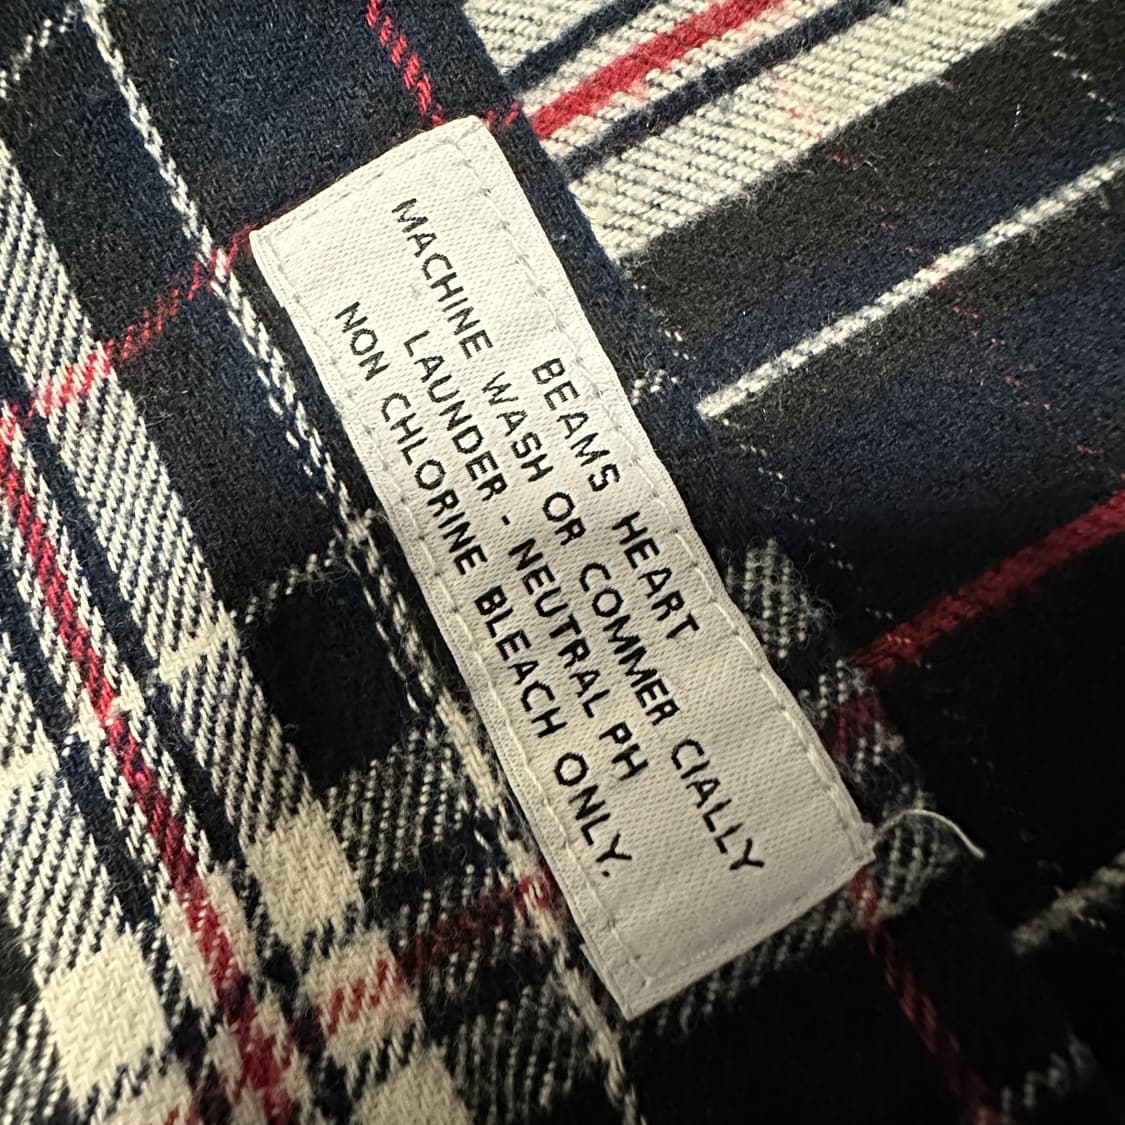 BEAMS HEART
MACHINE WASH OR COMMER CIALLY
LAUNDER - NEUTRAL PH
NON CHLORINE BLEACH ONLY.